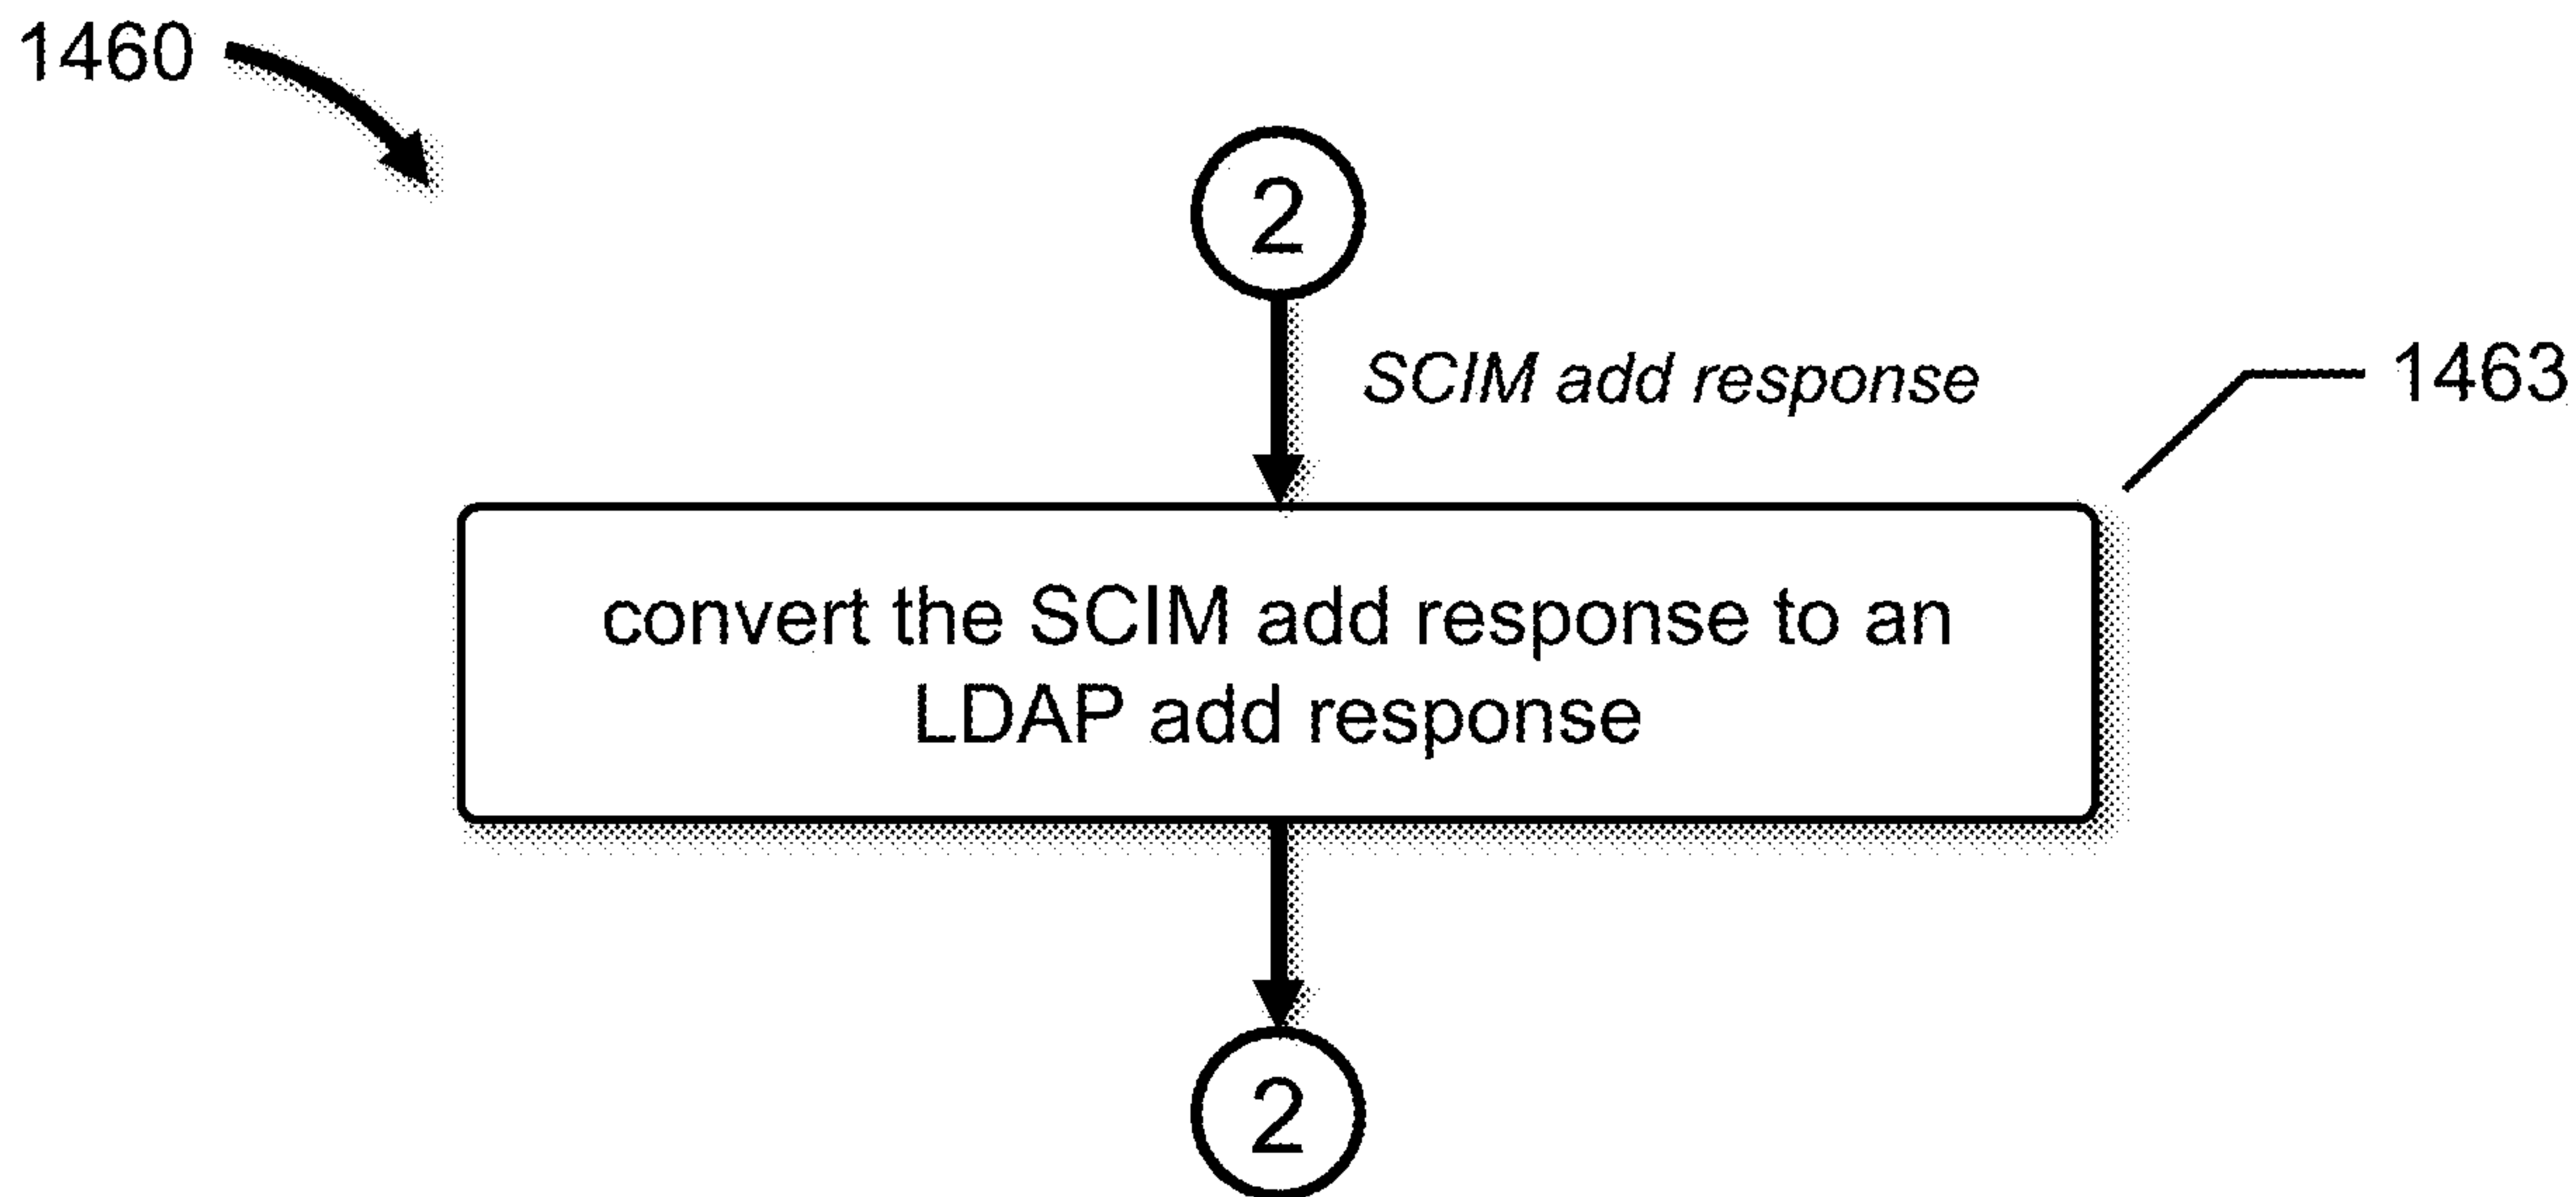 1460
2
SCIM add response
1463
convert the SCIM add response to an
LDAP add response
2